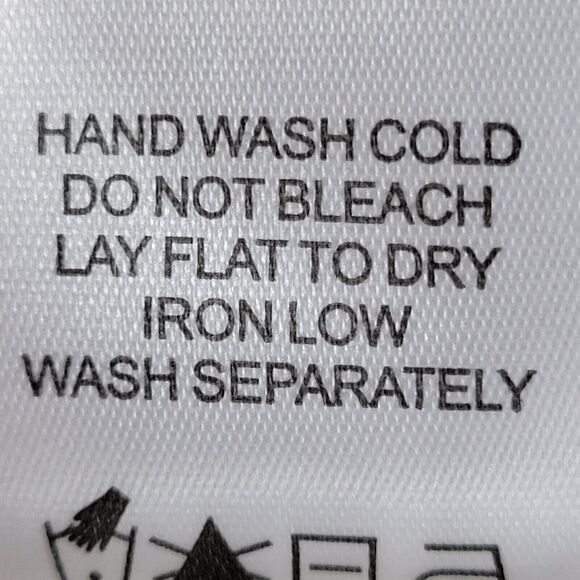 HAND WASH COLD
DO NOT BLEACH
LAY FLAT TO DRY
IRON LOW
WASH SEPARATELY